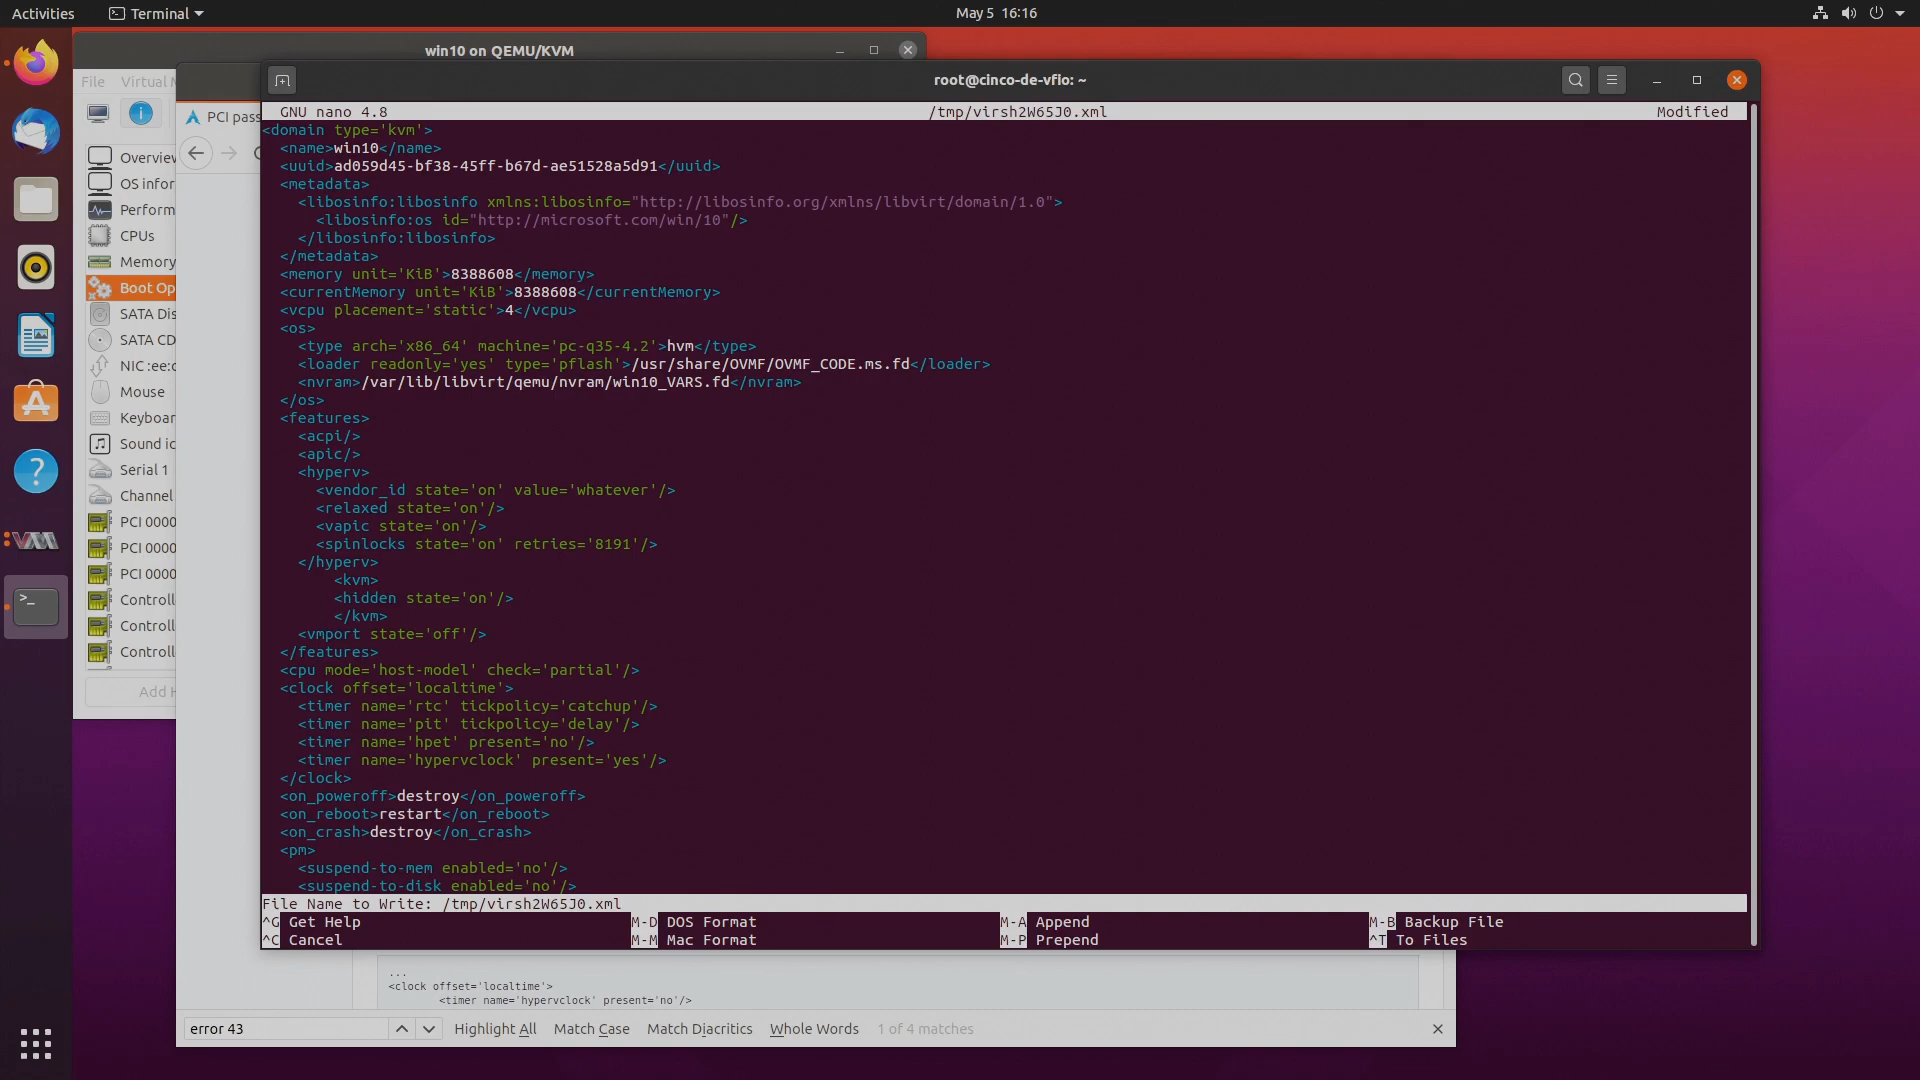 Activities
Terminal
May 5 16:16
win10 on QEMU/KVM
File Virtual M
root@cinco-de-vfio: ~
PCI pass
GNU nano 4.8 /tmp/virsh2W65J0.xml Modified
<domain type='kvm'>
<name>win10</name>
<uuid>ad059d45-bf38-45ff-b67d-ae51528a5d91</uuid>
<metadata>
<libosinfo:libosinfo xmlns:libosinfo="http://libosinfo.org/xmlns/libvirt/domain/1.0">
<libosinfo:os id="http://microsoft.com/win/10"/>
</libosinfo:libosinfo>
</metadata>
<memory unit='KiB'>8388608</memory>
<currentMemory unit='KiB'>8388608</currentMemory>
<vcpu placement='static'>4</vcpu>
<os>
<type arch='x86_64' machine='pc-q35-4.2'>hvm</type>
<loader readonly='yes' type='pflash'>/usr/share/OVMF/OVMF_CODE.ms.fd</loader>
<nvram>/var/lib/libvirt/qemu/nvram/win10_VARS.fd</nvram>
</os>
<features>
<acpi/>
<apic/>
<hyperv>
<vendor_id state='on' value='whatever'/>
<relaxed state='on'/>
<vapic state='on'/>
<spinlocks state='on' retries='8191'/>
</hyperv>
<kvm>
<hidden state='on'/>
</kvm>
<vmport state='off'/>
</features>
<cpu mode='host-model' check='partial'/>
<clock offset='localtime'>
<timer name='rtc' tickpolicy='catchup'/>
<timer name='pit' tickpolicy='delay'/>
<timer name='hpet' present='no'/>
<timer name='hypervclock' present='yes'/>
</clock>
<on_poweroff>destroy</on_poweroff>
<on_reboot>restart</on_reboot>
<on_crash>destroy</on_crash>
<pm>
<suspend-to-mem enabled='no'/>
<suspend-to-disk enabled='no'/>
File Name to Write: /tmp/virsh2W65J0.xml
^G Get Help M-D DOS Format M-A Append M-B Backup File
^C Cancel M-M Mac Format M-P Prepend ^T To Files
Overview
OS infor
Perform
CPUs
Memory
Boot Op
SATA Dis
SATA CD
NIC :ee:c
Mouse
Keyboar
Sound ic
Serial 1
Channel
PCI 0000
PCI 0000
PCI 0000
Controll
Controll
Controll
Add H
VMM
...
<clock offset='localtime'>
<timer name='hypervclock' present='no'/>
error 43 Highlight All Match Case Match Diacritics Whole Words 1 of 4 matches